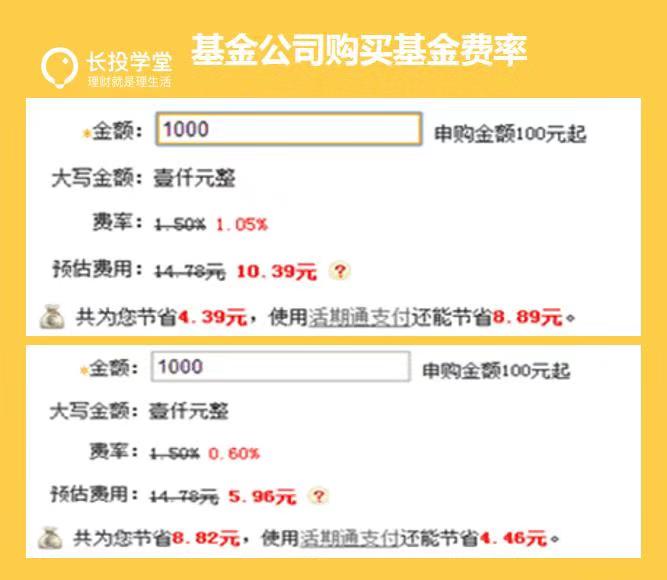 长投学堂
理财就是理生活
基金公司购买基金费率
*金额： 1000 申购金额100元起
大写金额：壹仟元整
费率：1.50% 1.05%
预估费用：14.78元 10.39元 ?
共为您节省4.39元，使用活期通支付还能节省8.89元。
*金额： 1000 申购金额100元起
大写金额：壹仟元整
费率：1.50% 0.60%
预估费用：14.78元 5.96元 ?
共为您节省8.82元，使用活期通支付还能节省4.46元。